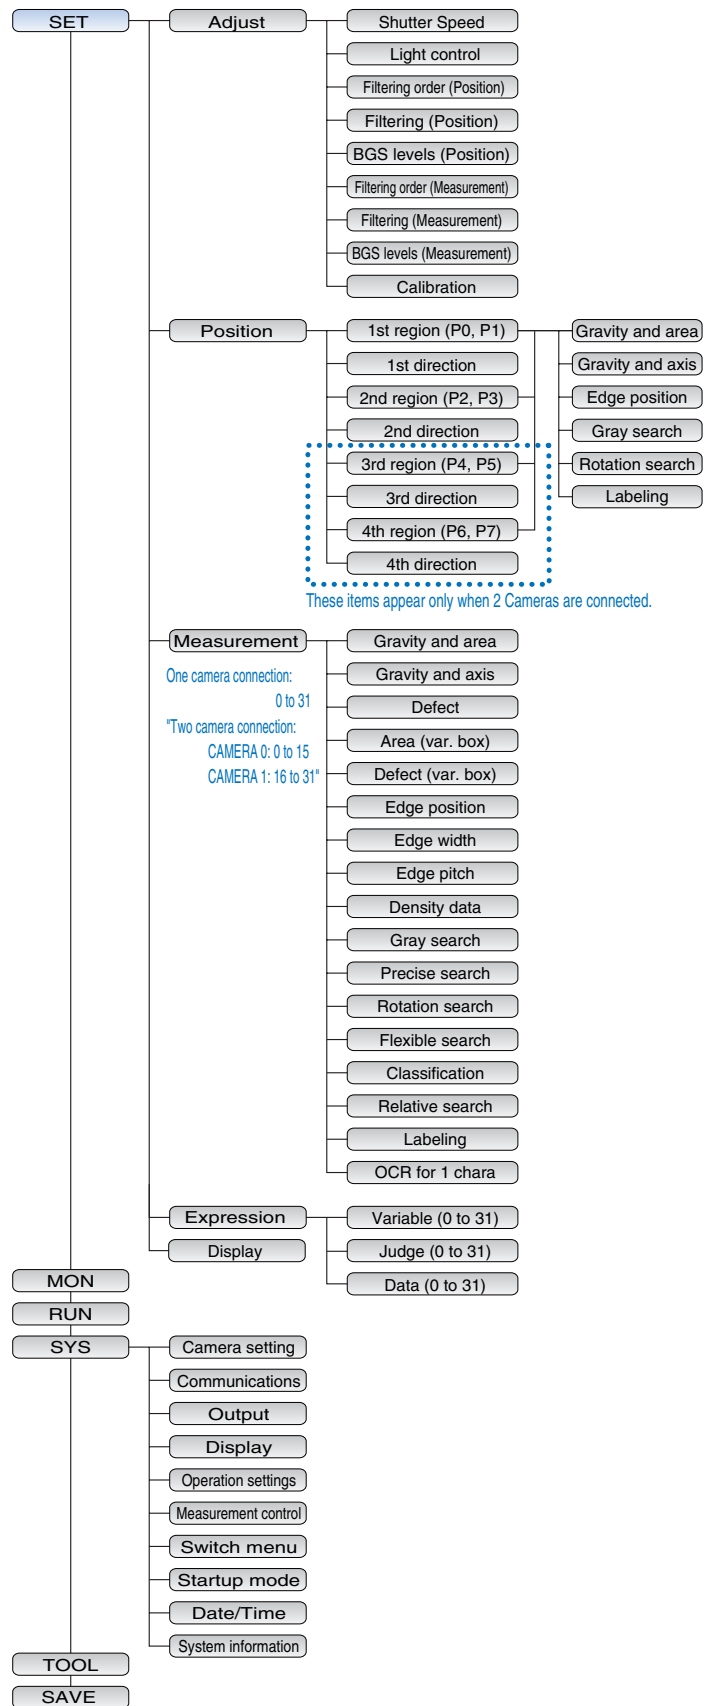 SET
Adjust
Shutter Speed
Light control
Filtering order (Position)
Filtering (Position)
BGS levels (Position)
Filtering order (Measurement)
Filtering (Measurement)
BGS levels (Measurement)
Calibration
Position
1st region (P0, P1)
Gravity and area
1st direction
Gravity and axis
2nd region (P2, P3)
Edge position
2nd direction
Gray search
3rd region (P4, P5)
Rotation search
3rd direction
Labeling
4th region (P6, P7)
4th direction
These items appear only when 2 Cameras are connected.
Measurement
Gravity and area
One camera connection:
0 to 31
"Two camera connection:
CAMERA 0: 0 to 15
CAMERA 1: 16 to 31"
Gravity and axis
Defect
Area (var. box)
Defect (var. box)
Edge position
Edge width
Edge pitch
Density data
Gray search
Precise search
Rotation search
Flexible search
Classification
Relative search
Labeling
OCR for 1 chara
Expression
Variable (0 to 31)
Display
Judge (0 to 31)
Data (0 to 31)
MON
RUN
SYS
Camera setting
Communications
Output
Display
Operation settings
Measurement control
Switch menu
Startup mode
Date/Time
System information
TOOL
SAVE